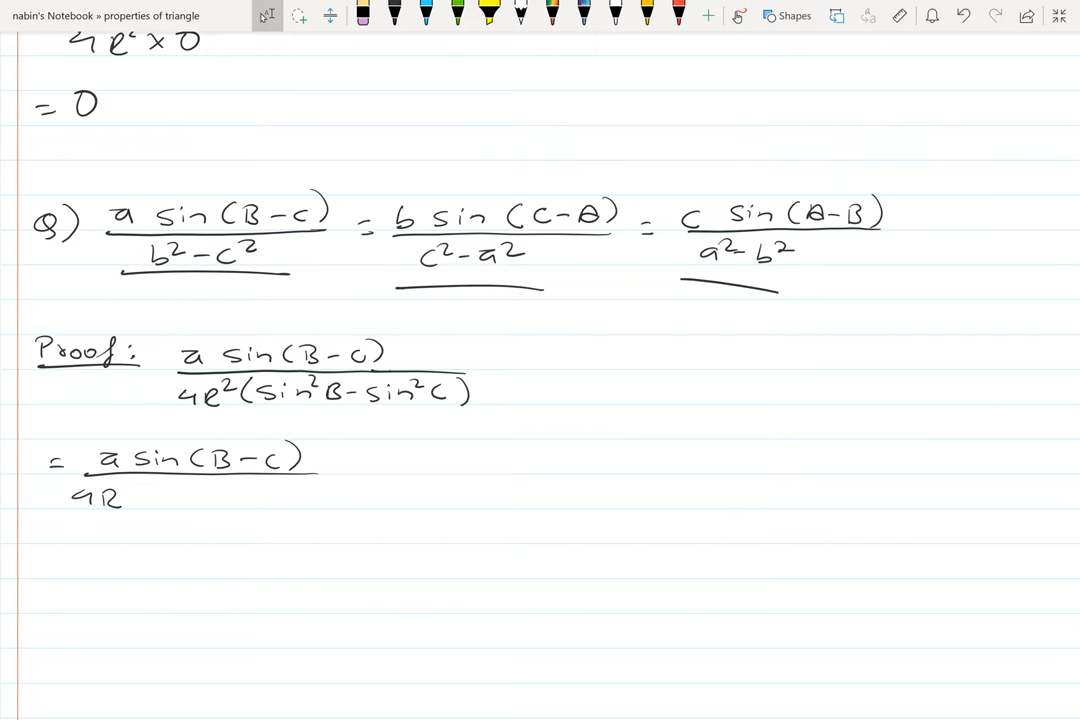 nabin's Notebook » properties of triangle
Shapes
4R² × 0
= 0
Q) a sin(B-C) / b²-c² = b sin(C-A) / c²-a² = c sin(A-B) / a²-b²
Proof: a sin(B-C) / 4R²(sin²B-sin²C)
= a sin(B-C) / 4R